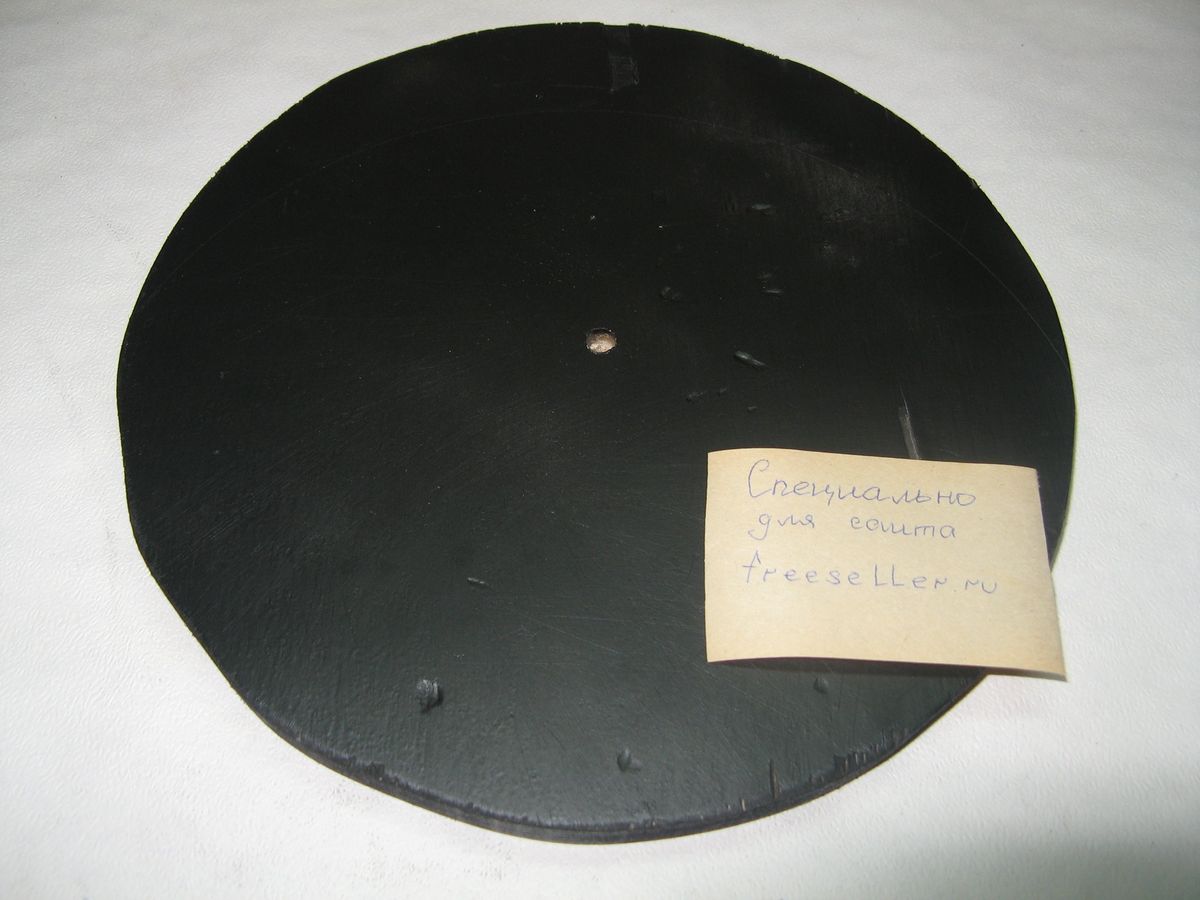 Специально
для сайта
freeseller.ru